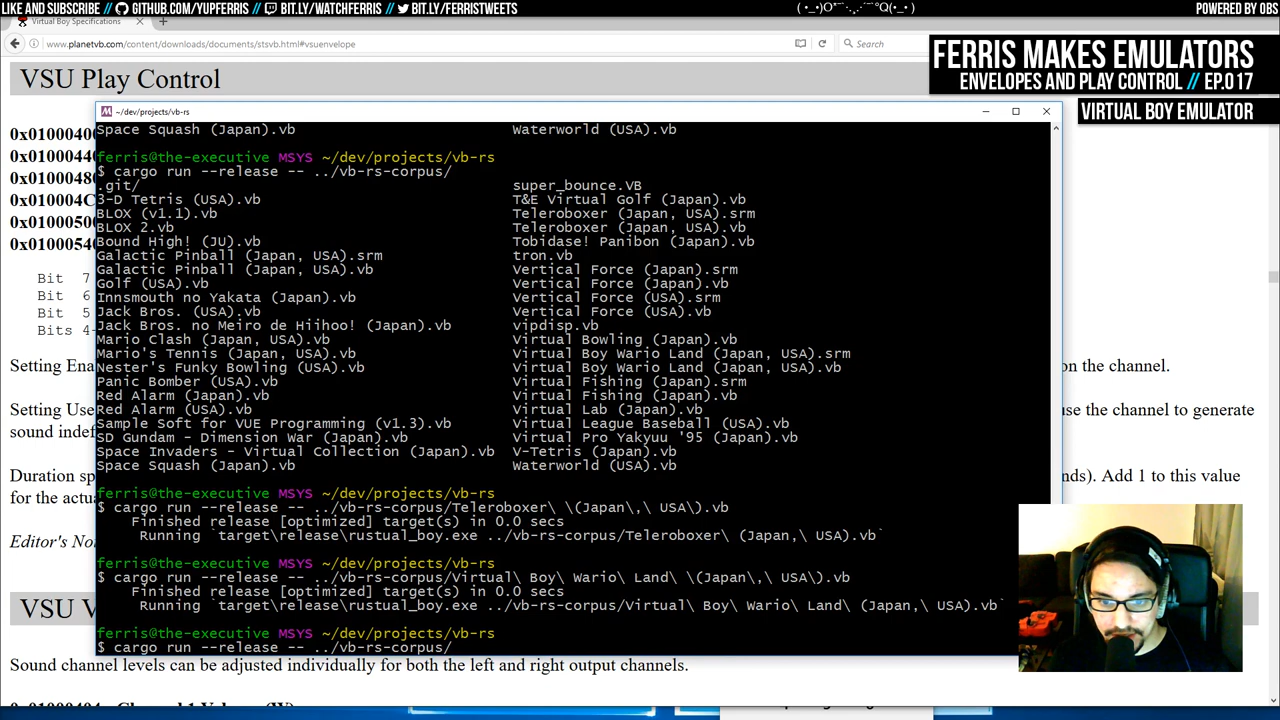 LIKE AND SUBSCRIBE // GITHUB.COM/YUPFERRIS // BIT.LY/WATCHFERRIS // BIT.LY/FERRISTWEETS
POWERED BY OBS
Virtual Boy Specifications
www.planetvb.com/content/downloads/documents/stsvb.html#vsuenvelope
Search
FERRIS MAKES EMULATORS
ENVELOPES AND PLAY CONTROL // EP.017
VIRTUAL BOY EMULATOR
VSU Play Control
~/dev/projects/vb-rs
Space Squash (Japan).vb Waterworld (USA).vb
ferris@the-executive MSYS ~/dev/projects/vb-rs
$ cargo run --release -- ../vb-rs-corpus/
.git/ super_bounce.VB
3-D Tetris (USA).vb T&E Virtual Golf (Japan).vb
BLOX (v1.1).vb Teleroboxer (Japan, USA).srm
BLOX 2.vb Teleroboxer (Japan, USA).vb
Bound High! (JU).vb Tobidase! Panibon (Japan).vb
Galactic Pinball (Japan, USA).srm tron.vb
Galactic Pinball (Japan, USA).vb Vertical Force (Japan).srm
Golf (USA).vb Vertical Force (Japan).vb
Innsmouth no Yakata (Japan).vb Vertical Force (USA).srm
Jack Bros. (USA).vb Vertical Force (USA).vb
Jack Bros. no Meiro de Hiihoo! (Japan).vb vipdisp.vb
Mario Clash (Japan, USA).vb Virtual Bowling (Japan).vb
Mario's Tennis (Japan, USA).vb Virtual Boy Wario Land (Japan, USA).srm
Nester's Funky Bowling (USA).vb Virtual Boy Wario Land (Japan, USA).vb
Panic Bomber (USA).vb Virtual Fishing (Japan).srm
Red Alarm (Japan).vb Virtual Fishing (Japan).vb
Red Alarm (USA).vb Virtual Lab (Japan).vb
Sample Soft for VUE Programming (v1.3).vb Virtual League Baseball (USA).vb
SD Gundam - Dimension War (Japan).vb Virtual Pro Yakyuu '95 (Japan).vb
Space Invaders - Virtual Collection (Japan).vb V-Tetris (Japan).vb
Space Squash (Japan).vb Waterworld (USA).vb
ferris@the-executive MSYS ~/dev/projects/vb-rs
$ cargo run --release -- ../vb-rs-corpus/Teleroboxer\ \(Japan\,\ USA\).vb
Finished release [optimized] target(s) in 0.0 secs
Running `target\release\rustual_boy.exe ../vb-rs-corpus/Teleroboxer\ (Japan,\ USA).vb`
ferris@the-executive MSYS ~/dev/projects/vb-rs
$ cargo run --release -- ../vb-rs-corpus/Virtual\ Boy\ Wario\ Land\ \(Japan\,\ USA\).vb
Finished release [optimized] target(s) in 0.0 secs
Running `target\release\rustual_boy.exe ../vb-rs-corpus/Virtual\ Boy\ Wario\ Land\ (Japan,\ USA).vb`
ferris@the-executive MSYS ~/dev/projects/vb-rs
$ cargo run --release -- ../vb-rs-corpus/
0x01000400
0x01000440
0x01000480
0x010004C
0x01000500
0x01000540
Bit 7
Bit 6
Bit 5
Bits 4-
Setting Ena on the channel.
Setting Use use the channel to generate
sound indef
Duration sp nds). Add 1 to this value
for the actua
Editor's No
VSU V
Sound channel levels can be adjusted individually for both the left and right output channels.